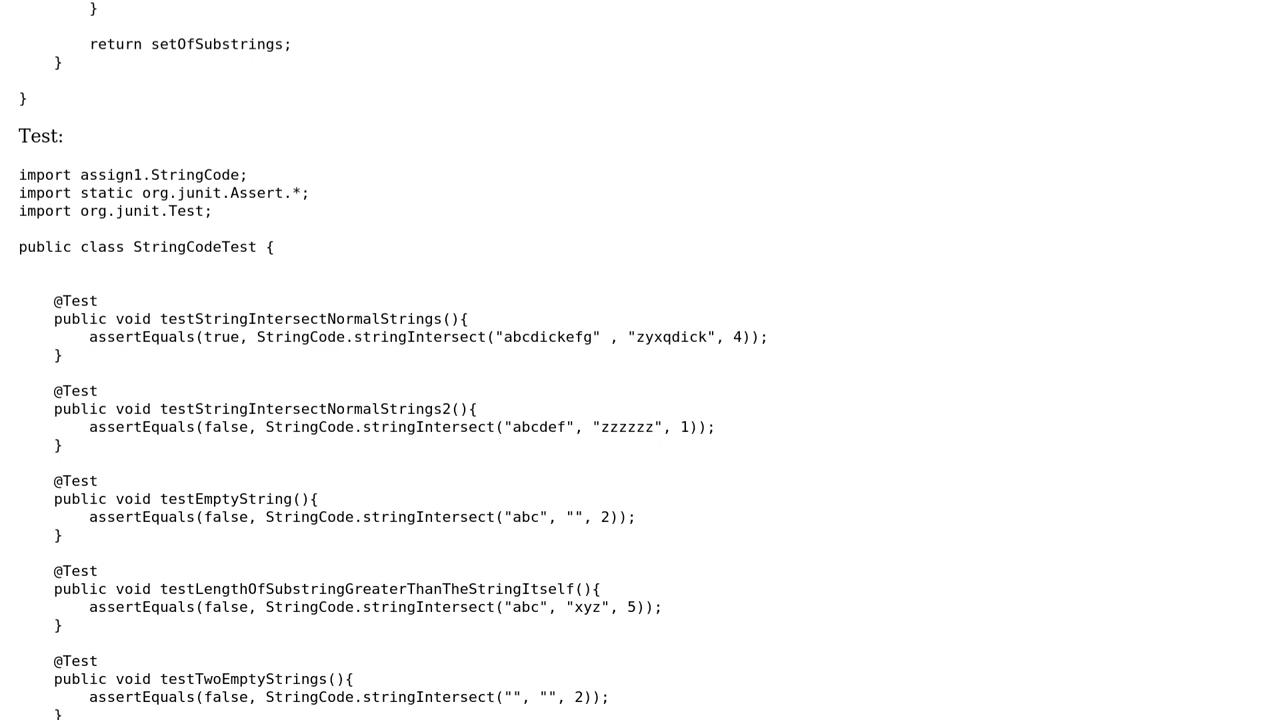 }

        return setOfSubstrings;
    }

}
Test:
import assign1.StringCode;
import static org.junit.Assert.*;
import org.junit.Test;

public class StringCodeTest {


    @Test
    public void testStringIntersectNormalStrings(){
        assertEquals(true, StringCode.stringIntersect("abcdickefg" , "zyxqdick", 4));
    }

    @Test
    public void testStringIntersectNormalStrings2(){
        assertEquals(false, StringCode.stringIntersect("abcdef", "zzzzzz", 1));
    }

    @Test
    public void testEmptyString(){
        assertEquals(false, StringCode.stringIntersect("abc", "", 2));
    }

    @Test
    public void testLengthOfSubstringGreaterThanTheStringItself(){
        assertEquals(false, StringCode.stringIntersect("abc", "xyz", 5));
    }

    @Test
    public void testTwoEmptyStrings(){
        assertEquals(false, StringCode.stringIntersect("", "", 2));
    }